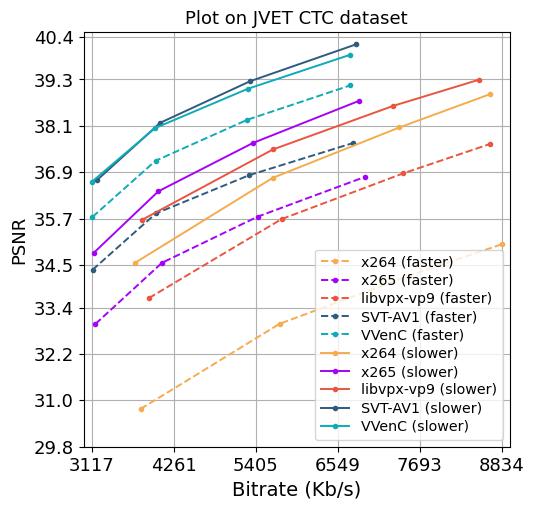 Plot on JVET CTC dataset
PSNR
40.4
39.3
38.1
36.9
35.7
34.5
33.4
32.2
31.0
29.8
x264 (faster)
x265 (faster)
libvpx-vp9 (faster)
SVT-AV1 (faster)
VVenC (faster)
x264 (slower)
x265 (slower)
libvpx-vp9 (slower)
SVT-AV1 (slower)
VVenC (slower)
3117 4261 5405 6549 7693 8834
Bitrate (Kb/s)